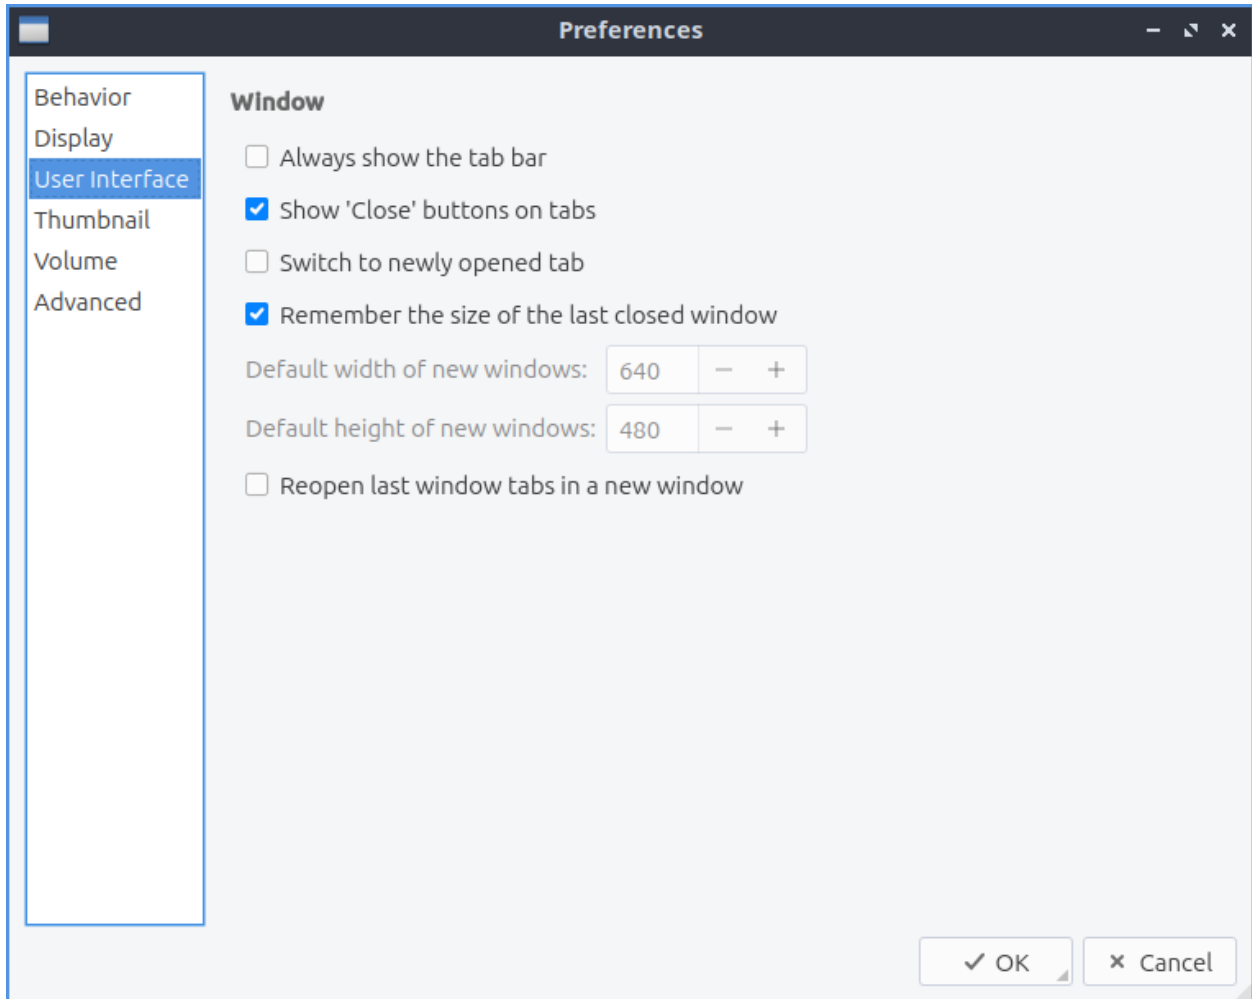 Preferences
Behavior
Display
User Interface
Thumbnail
Volume
Advanced
Window
Always show the tab bar
Show 'Close' buttons on tabs
Switch to newly opened tab
Remember the size of the last closed window
Default width of new windows: 640
Default height of new windows: 480
Reopen last window tabs in a new window
OK
Cancel